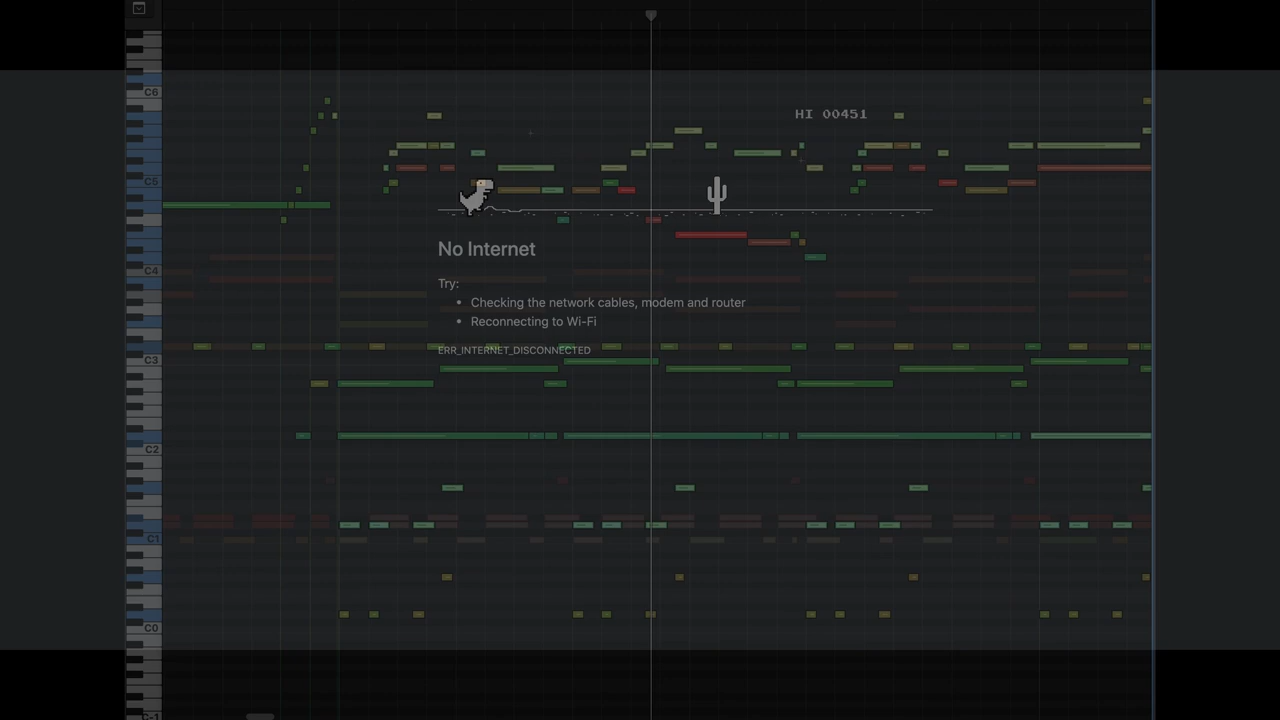 C6
HI 00451
C5
No Internet
C4
Try:
• Checking the network cables, modem and router
• Reconnecting to Wi-Fi
ERR_INTERNET_DISCONNECTED
C3
C2
C1
C0
C-1